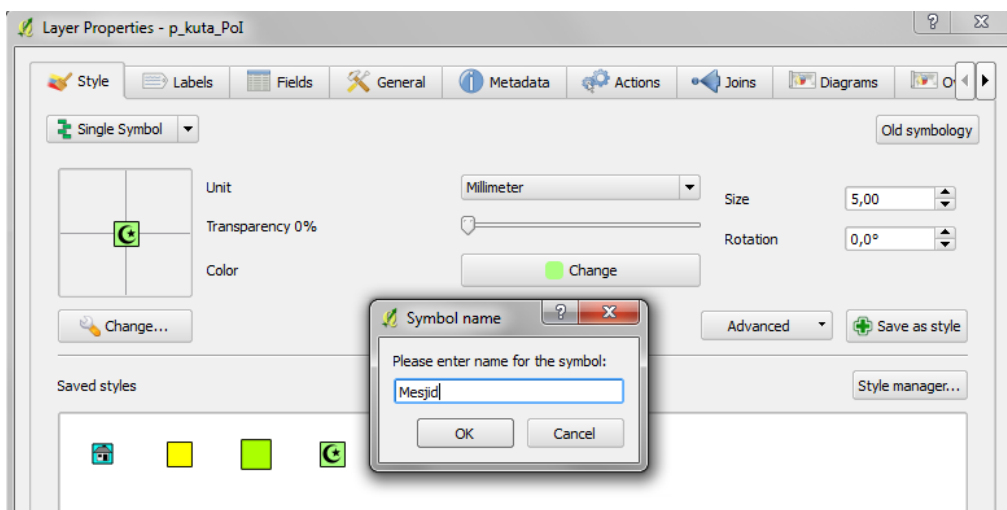 Layer Properties - p_kuta_PoI
Style Labels Fields General Metadata Actions Joins Diagrams
Single Symbol Old symbology
Unit Millimeter Size 5,00
Transparency 0% Rotation 0,0°
Color Change
Change... Advanced Save as style
Symbol name
Please enter name for the symbol:
Mesjid
OK Cancel
Saved styles Style manager...